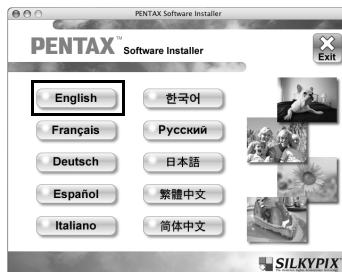 PENTAX Software Installer
PENTAX™ Software Installer
Exit
English
한국어
Français
Русский
Deutsch
日本語
Español
繁體中文
Italiano
简体中文
SILKYPIX